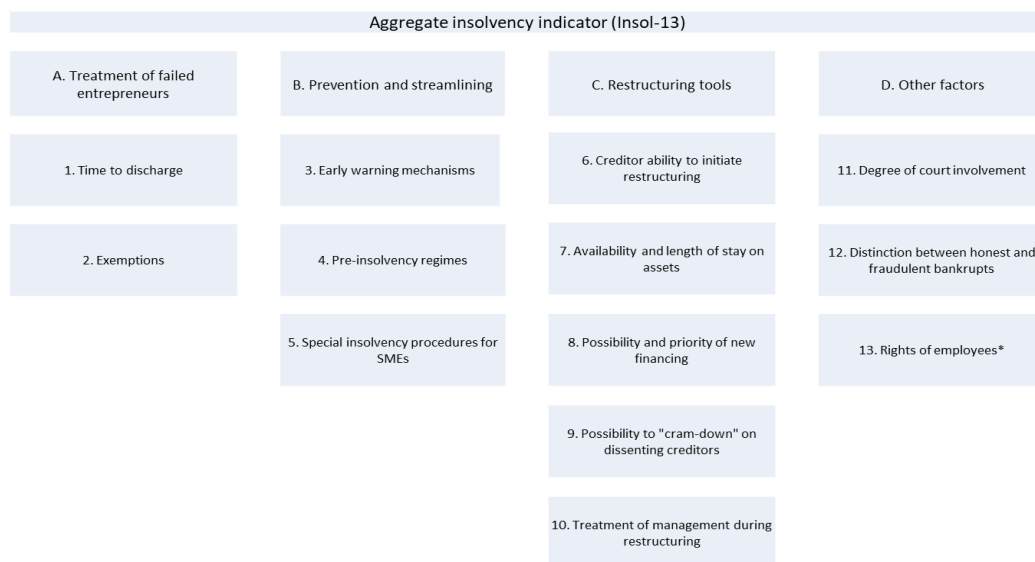 Aggregate insolvency indicator (Insol-13)
A. Treatment of failed
entrepreneurs
1. Time to discharge
2. Exemptions
B. Prevention and streamlining
3. Early warning mechanisms
4. Pre-insolvency regimes
5. Special insolvency procedures for
SMEs
C. Restructuring tools
6. Creditor ability to initiate
restructuring
7. Availability and length of stay on
assets
8. Possibility and priority of new
financing
9. Possibility to "cram-down" on
dissenting creditors
10. Treatment of management during
restructuring
D. Other factors
11. Degree of court involvement
12. Distinction between honest and
fraudulent bankrupts
13. Rights of employees*